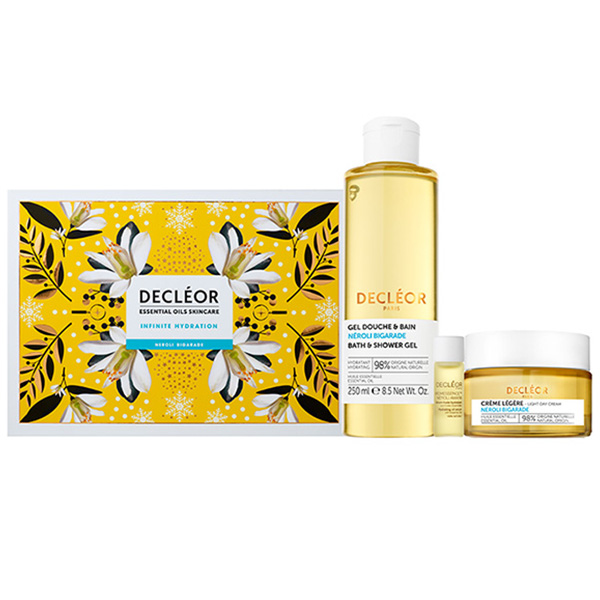 DECLÉOR
ESSENTIAL OILS SKINCARE
INFINITE HYDRATION
NEROLI BIGARADE
DECLÉOR
PARIS
GEL DOUCHE & BAIN
NÉROLI BIGARADE
BATH & SHOWER GEL
HYDRATANT
HYDRATING
98% ORIGINE NATURELLE
NATURAL ORIGIN
HUILE ESSENTIELLE
ESSENTIAL OIL
250 ml e 8.5 Net Wt. Oz.
DECLÉOR
DECLÉOR
CRÈME LÉGÈRE - LIGHT DAY CREAM
NÉROLI BIGARADE
HUILE ESSENTIELLE
ESSENTIAL OIL
98% ORIGINE NATURELLE
NATURAL ORIGIN